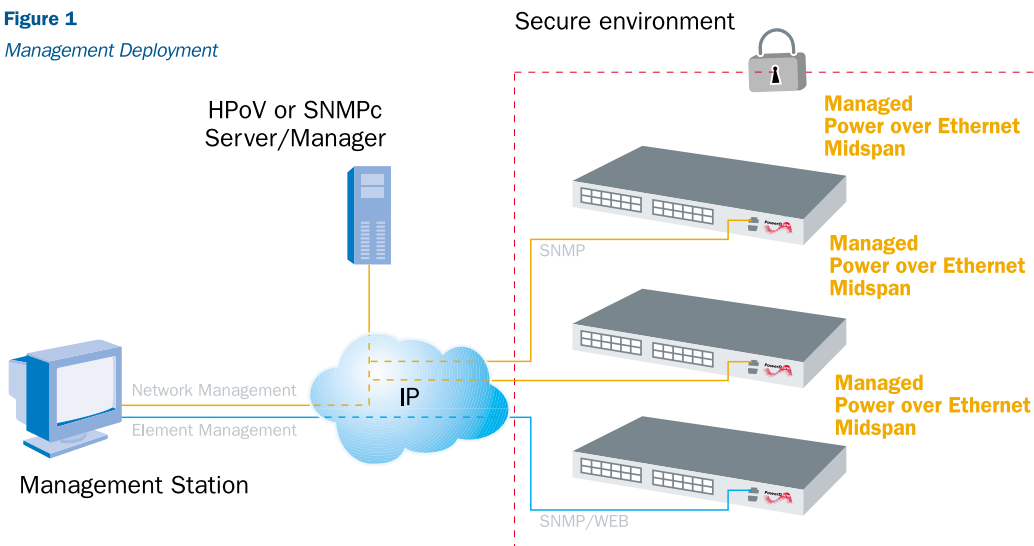 Figure 1
Management Deployment
Secure environment
HPoV or SNMPc
Server/Manager
Managed
Power over Ethernet
Midspan
SNMP
Managed
Power over Ethernet
Midspan
Network Management
IP
Element Management
Managed
Power over Ethernet
Midspan
Management Station
SNMP/WEB